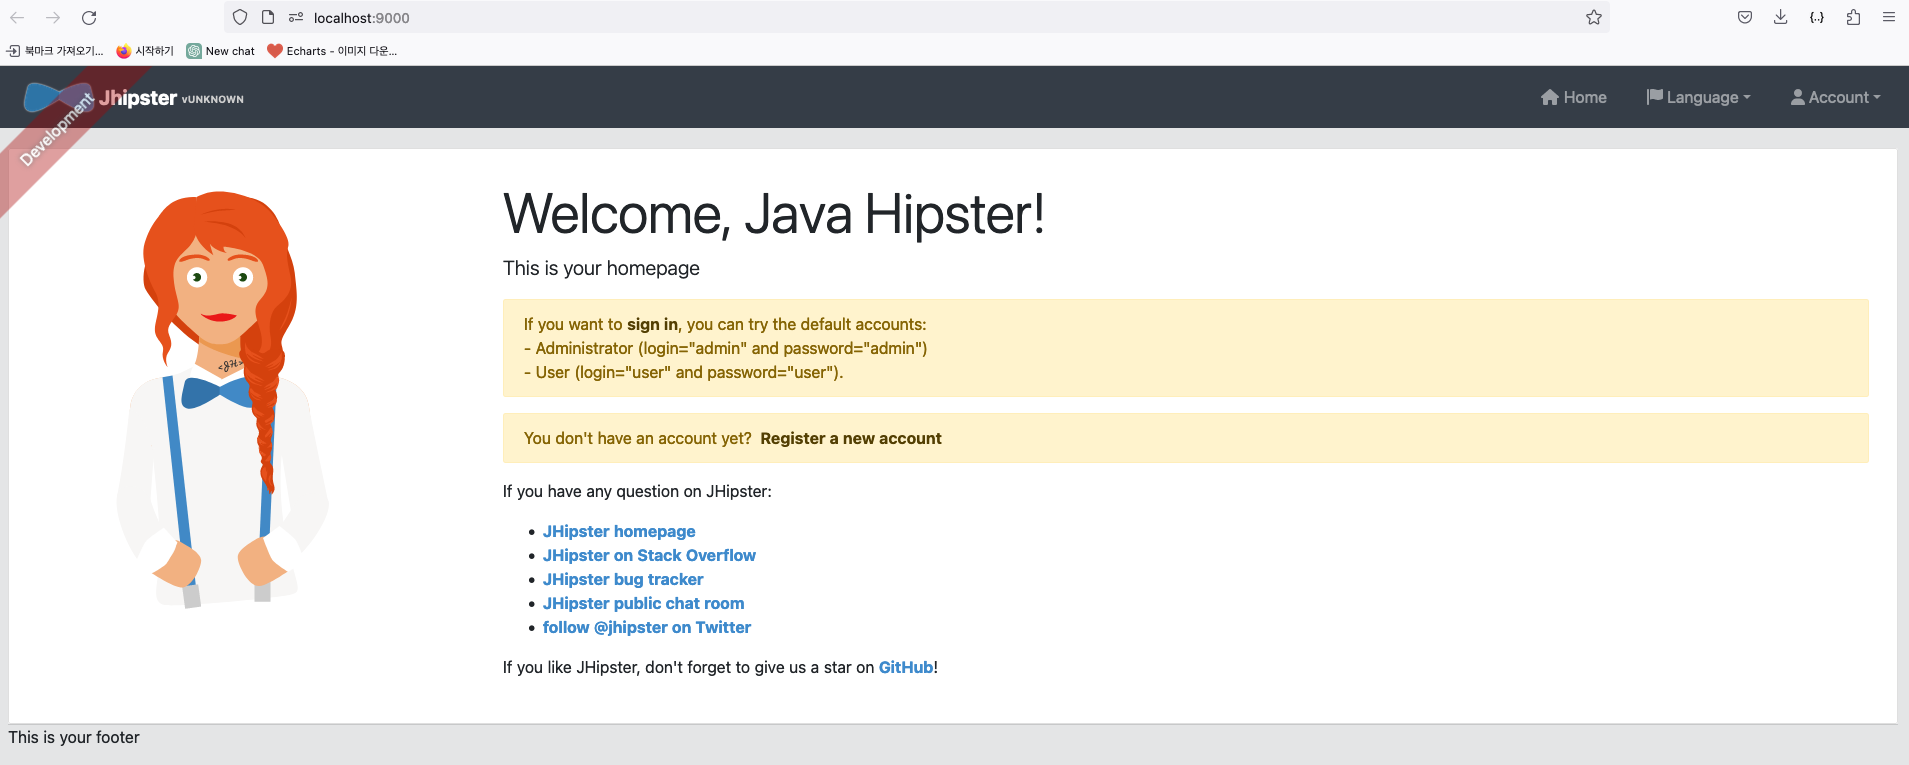 localhost:9000
북마크 가져오기...
시작하기
New chat
Echarts - 이미지 다운...
Development
Jhipster vUNKNOWN
Home
Language
Account
<JH>
Welcome, Java Hipster!
This is your homepage
If you want to sign in, you can try the default accounts:
- Administrator (login="admin" and password="admin")
- User (login="user" and password="user").
You don't have an account yet? Register a new account
If you have any question on JHipster:
• JHipster homepage
• JHipster on Stack Overflow
• JHipster bug tracker
• JHipster public chat room
• follow @jhipster on Twitter
If you like JHipster, don't forget to give us a star on GitHub!
This is your footer